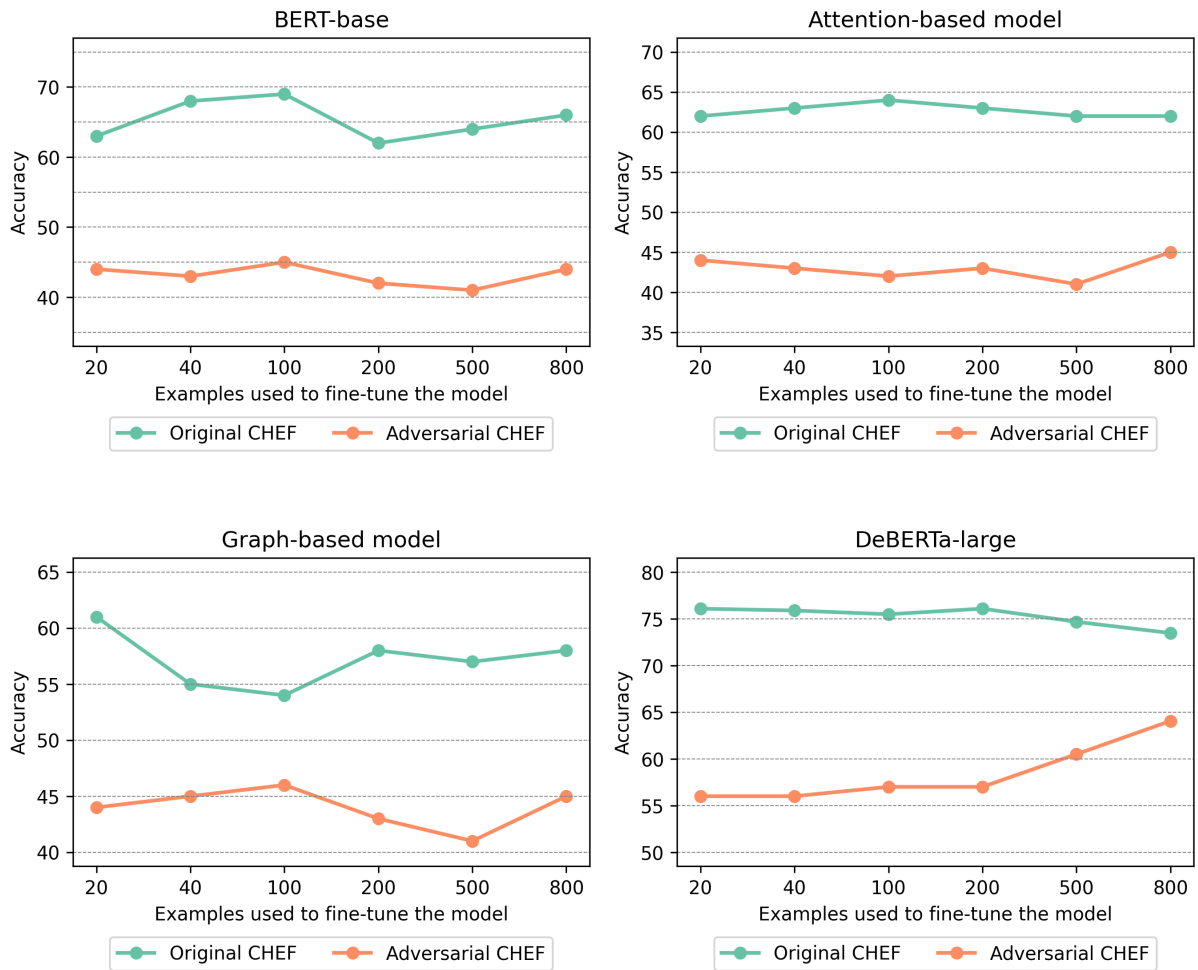 BERT-base
Accuracy
70
60
50
40
20 40 100 200 500 800
Examples used to fine-tune the model
Original CHEF Adversarial CHEF
Attention-based model
Accuracy
70
65
60
55
50
45
40
35
20 40 100 200 500 800
Examples used to fine-tune the model
Original CHEF Adversarial CHEF
Graph-based model
Accuracy
65
60
55
50
45
40
20 40 100 200 500 800
Examples used to fine-tune the model
Original CHEF Adversarial CHEF
DeBERTa-large
Accuracy
80
75
70
65
60
55
50
20 40 100 200 500 800
Examples used to fine-tune the model
Original CHEF Adversarial CHEF